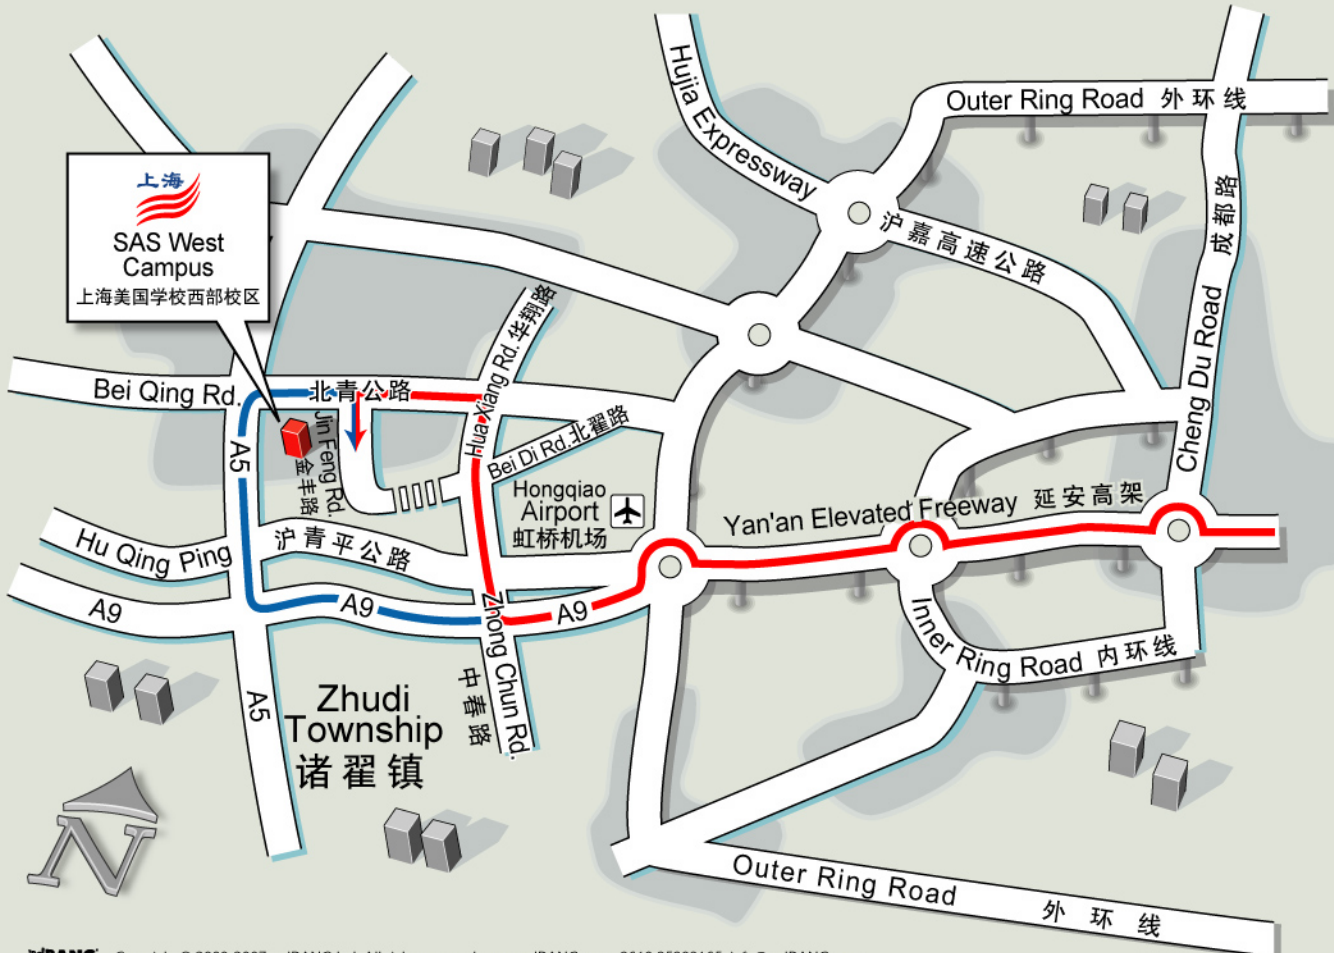 Hujia Expressway
Outer Ring Road 外环线
上海
SAS West
Campus
上海美国学校西部校区
沪嘉高速公路
成都路
Cheng Du Road
Hua Xiang Rd. 华翔路
Bei Qing Rd.
北青公路
Jin Feng Rd.
金丰路
Bei Di Rd. 北翟路
A5
Hongqiao
Airport
虹桥机场
Yan'an Elevated Freeway 延安高架
Hu Qing Ping
沪青平公路
A9
A9
A9
Zhong Chun Rd.
中春路
Inner Ring Road 内环线
A5
Zhudi
Township
诸翟镇
N
Outer Ring Road 外环线